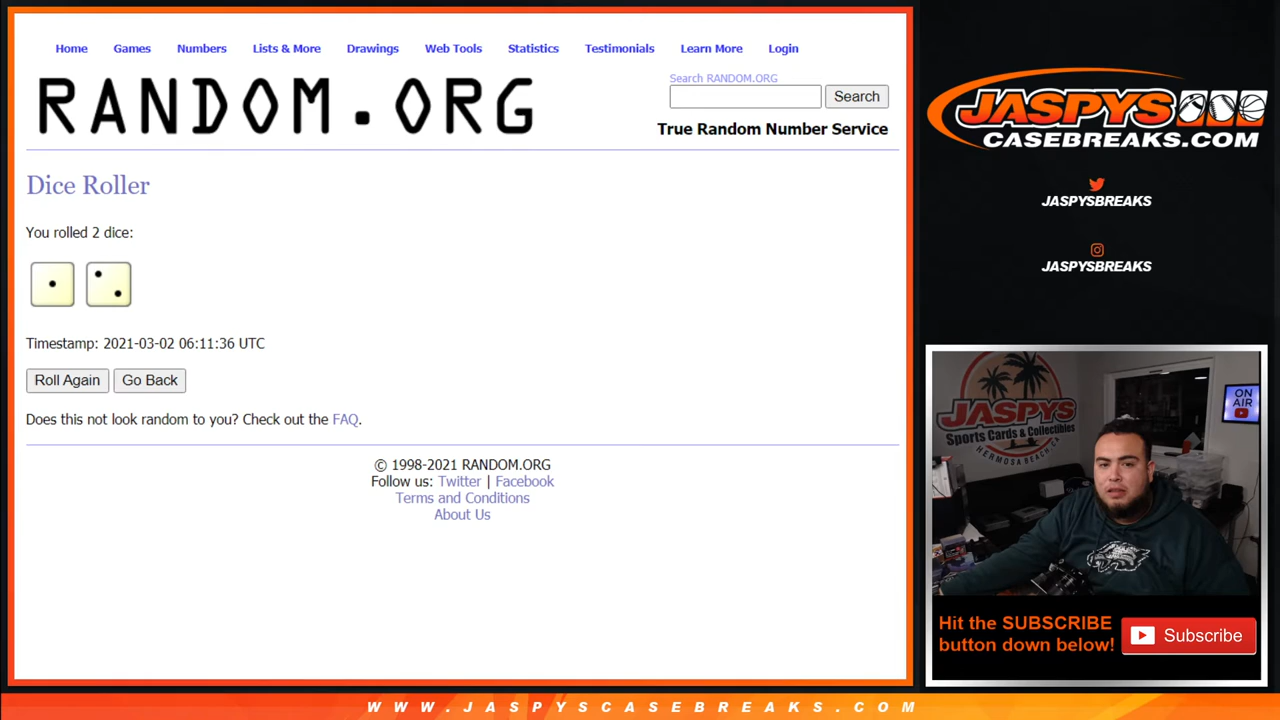 Home Games Numbers Lists & More Drawings Web Tools Statistics Testimonials Learn More Login
RANDOM.ORG
Search RANDOM.ORG
Search
True Random Number Service
Dice Roller
You rolled 2 dice:
Timestamp: 2021-03-02 06:11:36 UTC
Roll Again Go Back
Does this not look random to you? Check out the FAQ.
© 1998-2021 RANDOM.ORG
Follow us: Twitter | Facebook
Terms and Conditions
About Us
JASPYS
CASEBREAKS.COM
JASPYSBREAKS
JASPYSBREAKS
JASPYS
Sports Cards & Collectibles
HERMOSA BEACH, CA
ON
AIR
Hit the SUBSCRIBE
button down below!
Subscribe
WWW.JASPYSCASEBREAKS.COM